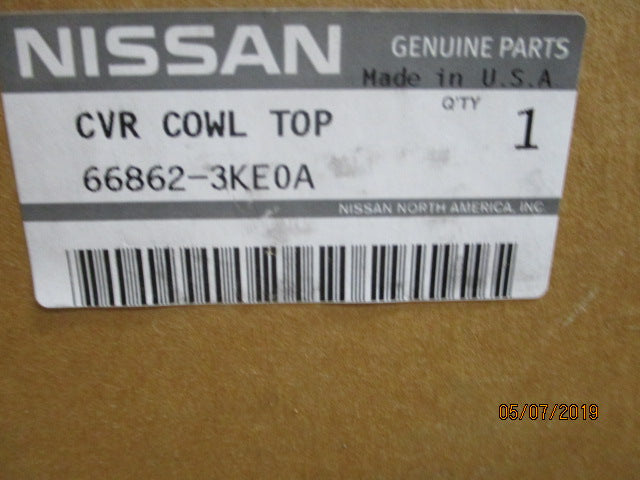 NISSAN GENUINE PARTS
Made in U.S.A
CVR COWL TOP Q'TY 1
66862-3KE0A
NISSAN NORTH AMERICA, INC.
05/07/2019